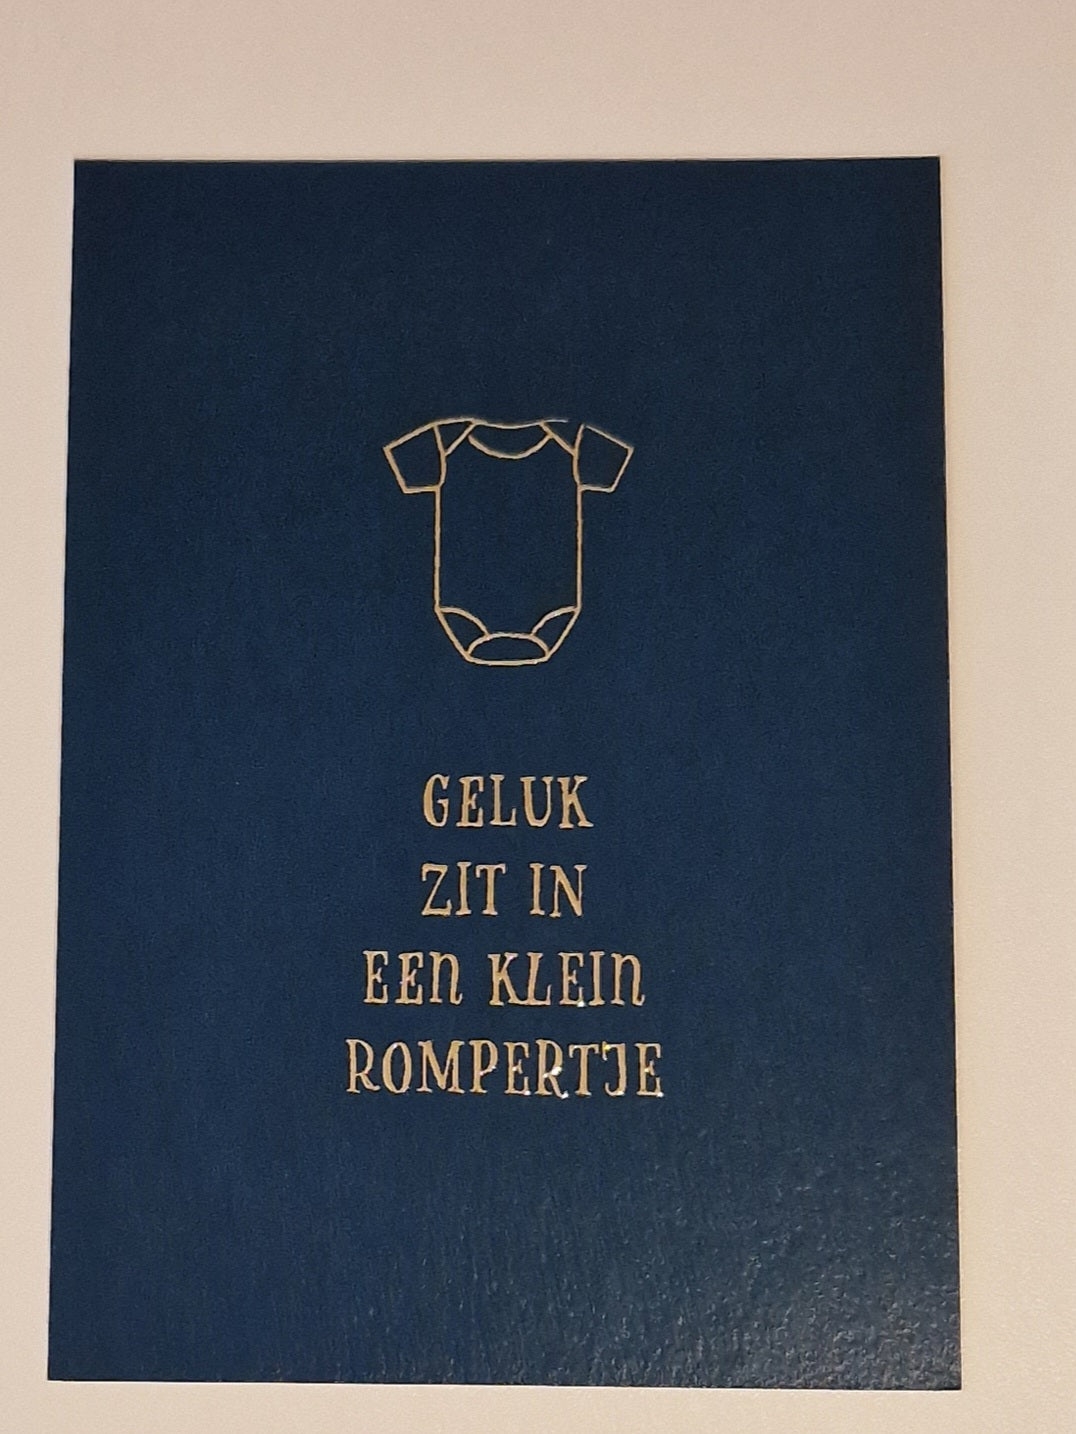 GELUK
ZIT IN
EEN KLEIN
ROMPERTJE